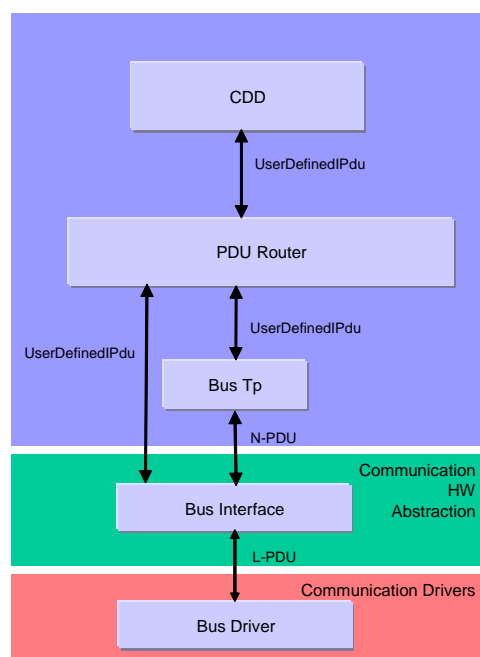 CDD
UserDefinedIPdu
PDU Router
UserDefinedIPdu
UserDefinedIPdu
Bus Tp
N-PDU
Communication
HW
Abstraction
Bus Interface
L-PDU
Communication Drivers
Bus Driver